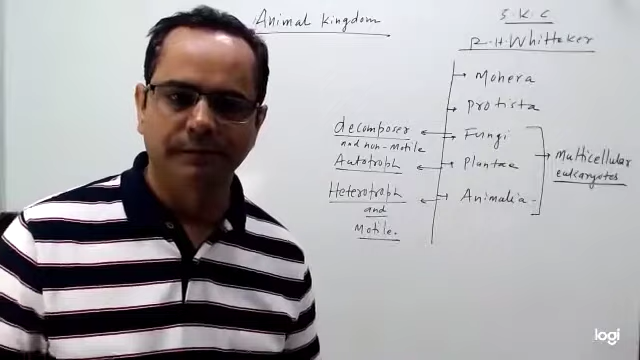 Animal kingdom
5.K.C
R.H.Whittaker
Monera
Protista
Fungi
Plantae
Animalia
decomposer
and non-motile
Autotroph
Heterotroph
and
Motile.
Multicellular
eukaryotes
logi